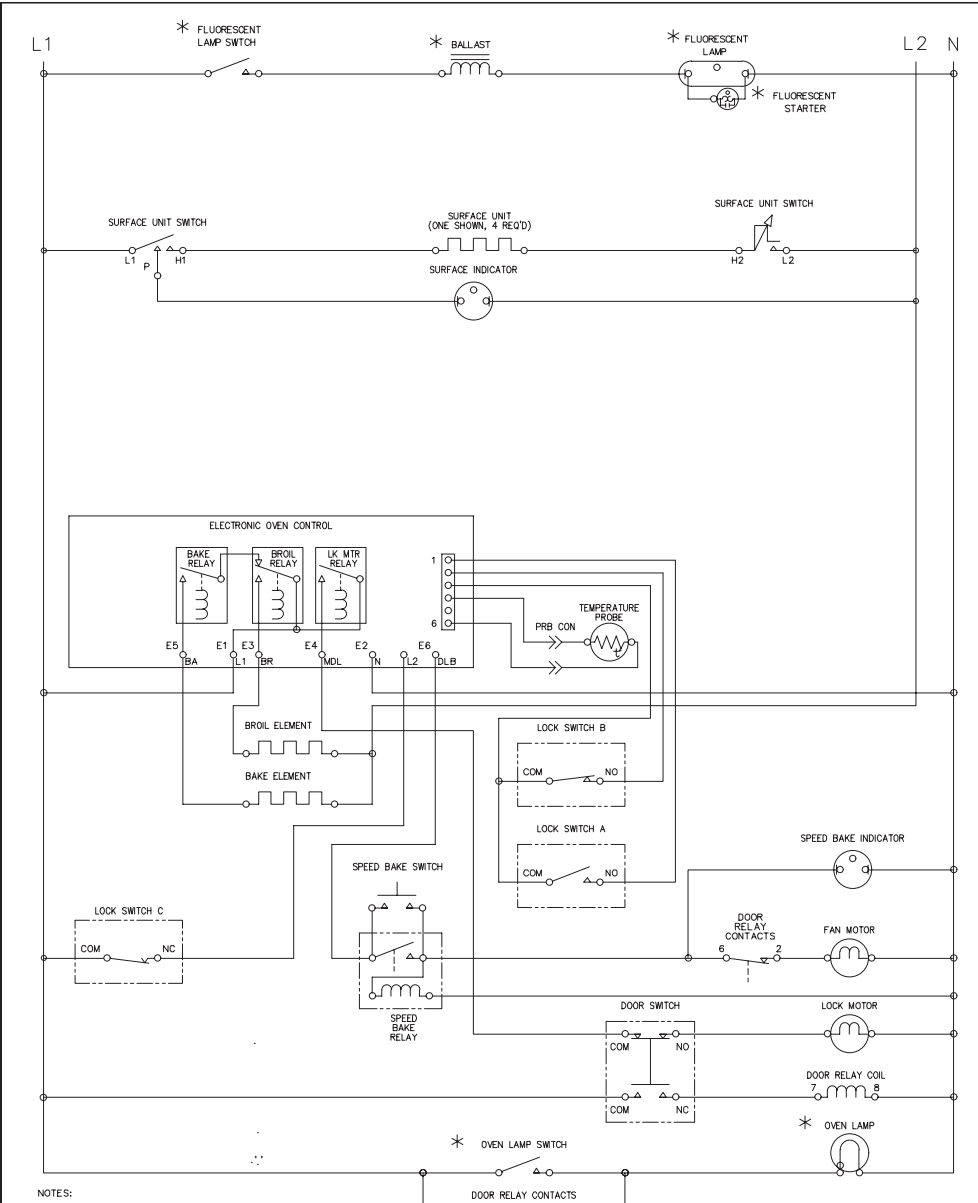 * FLUORESCENT
LAMP SWTCH
* BALLAST
* FLUORESCENT
LAMP
L1
L2 N
* FLUORESCENT
STARTER
SURFACE UNIT SWITCH
SURFACE UNIT
(ONE SHOWN, 4 REQ'D)
SURFACE UNIT SWITCH
L1
P
H1
H2
L2
SURFACE INDICATOR
ELECTRONIC OVEN CONTROL
BAKE
RELAY
BROIL
RELAY
LK MTR
RELAY
1
6
TEMPERATURE
PROBE
PRB CON
t
E5
E1
E3
E4
E2
E6
BA
L1
BR
MDL
N
L2
DLB
BROIL ELEMENT
BAKE ELEMENT
LOCK SWITCH B
COM
NO
LOCK SWITCH A
COM
NO
SPEED BAKE INDICATOR
SPEED BAKE SWITCH
LOCK SWITCH C
COM
NC
DOOR
RELAY
CONTACTS
6
2
FAN MOTOR
SPEED
BAKE
RELAY
DOOR SWITCH
COM
NO
COM
NC
LOCK MOTOR
DOOR RELAY COIL
7
8
* OVEN LAMP SWITCH
* OVEN LAMP
NOTES:
DOOR RELAY CONTACTS